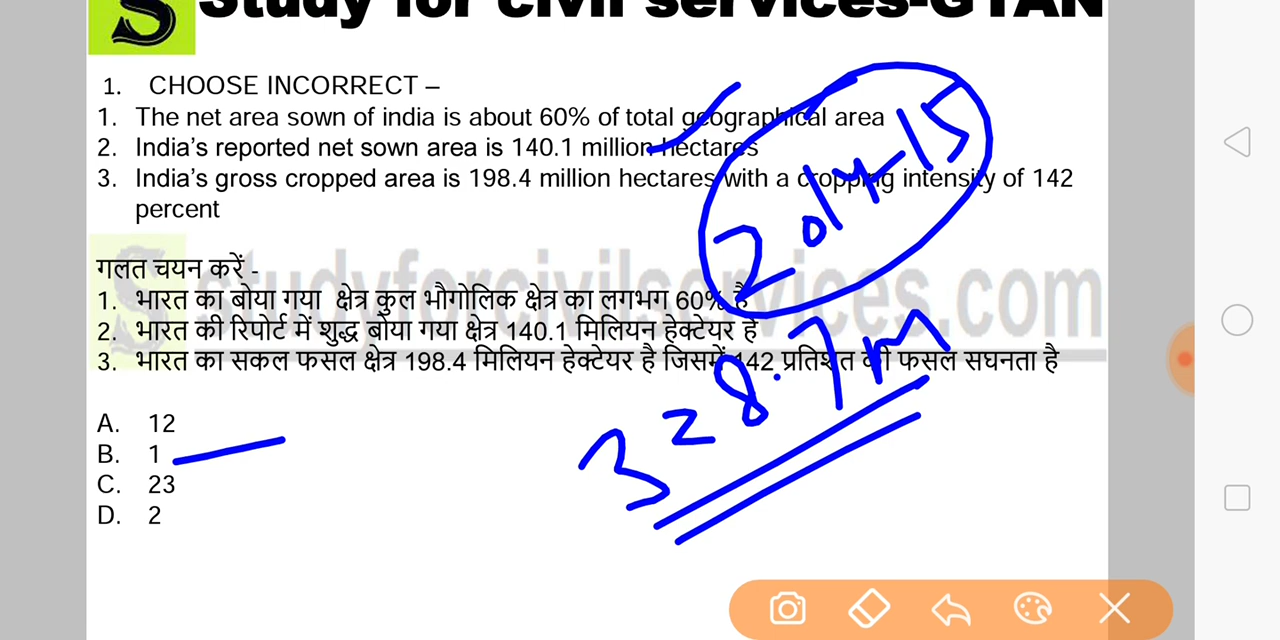 Study for civil services-GYAN
1. CHOOSE INCORRECT –
1. The net area sown of india is about 60% of total geographical area
2. India's reported net sown area is 140.1 million hectares
3. India's gross cropped area is 198.4 million hectares with a cropping intensity of 142
percent
2014-15
studyforcivilservices.com
गलत चयन करें -
1. भारत का बोया गया क्षेत्र कुल भौगोलिक क्षेत्र का लगभग 60% है
2. भारत की रिपोर्ट में शुद्ध बोया गया क्षेत्र 140.1 मिलियन हेक्टेयर है
3. भारत का सकल फसल क्षेत्र 198.4 मिलियन हेक्टेयर है जिसमें 142 प्रतिशत की फसल सघनता है
328.7m
A. 12
B. 1
C. 23
D. 2